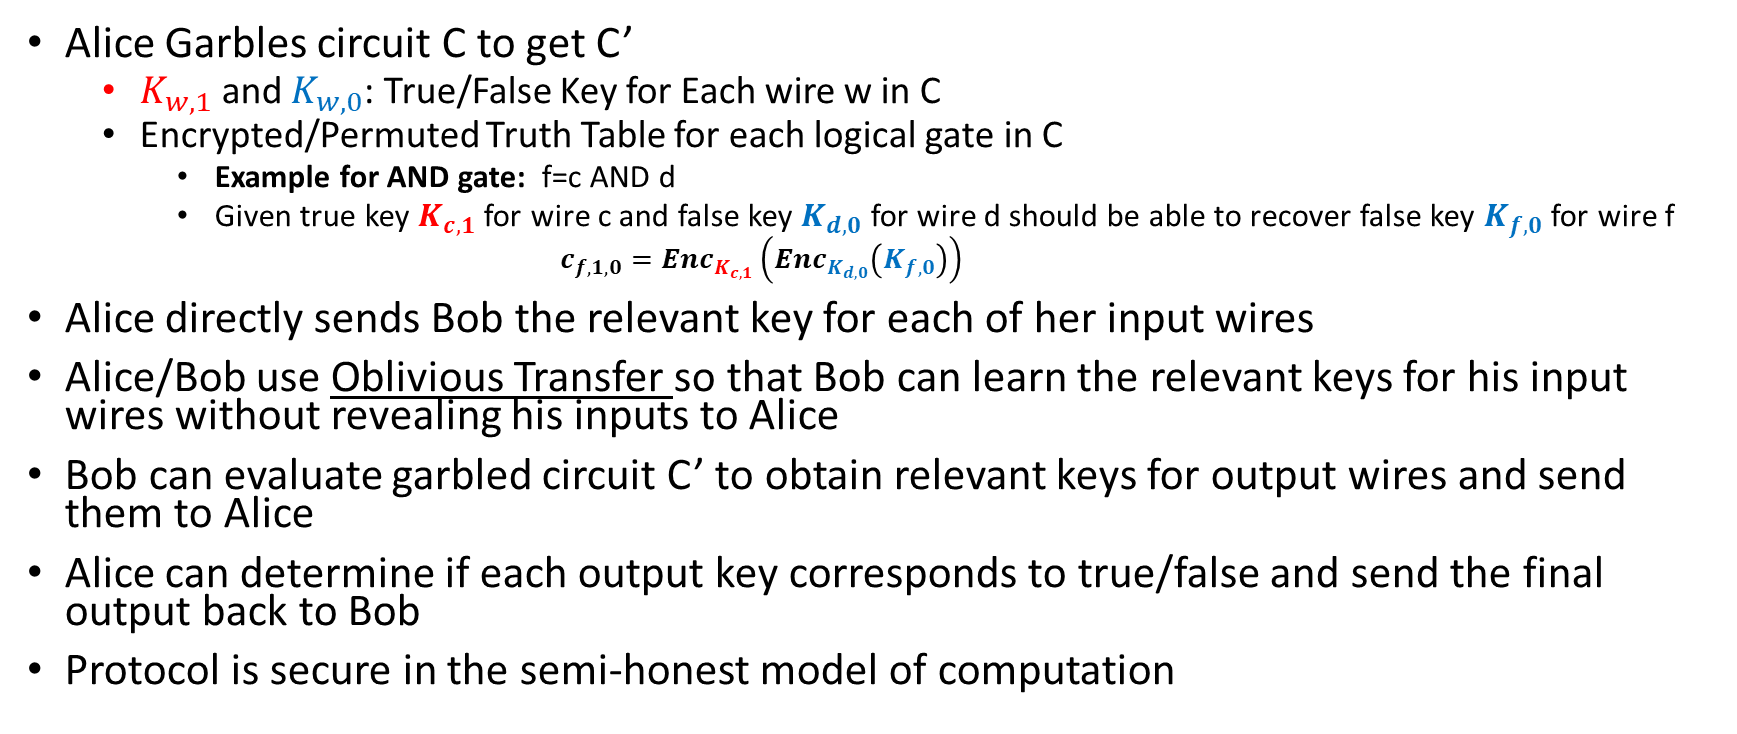 • Alice Garbles circuit C to get C’
• K_{w,1} and K_{w,0}: True/False Key for Each wire w in C
• Encrypted/Permuted Truth Table for each logical gate in C
• Example for AND gate: f=c AND d
• Given true key K_{c,1} for wire c and false key K_{d,0} for wire d should be able to recover false key K_{f,0} for wire f
c_{f,1,0} = Enc_{K_{c,1}}(Enc_{K_{d,0}}(K_{f,0}))
• Alice directly sends Bob the relevant key for each of her input wires
• Alice/Bob use Oblivious Transfer so that Bob can learn the relevant keys for his input
wires without revealing his inputs to Alice
• Bob can evaluate garbled circuit C’ to obtain relevant keys for output wires and send
them to Alice
• Alice can determine if each output key corresponds to true/false and send the final
output back to Bob
• Protocol is secure in the semi-honest model of computation